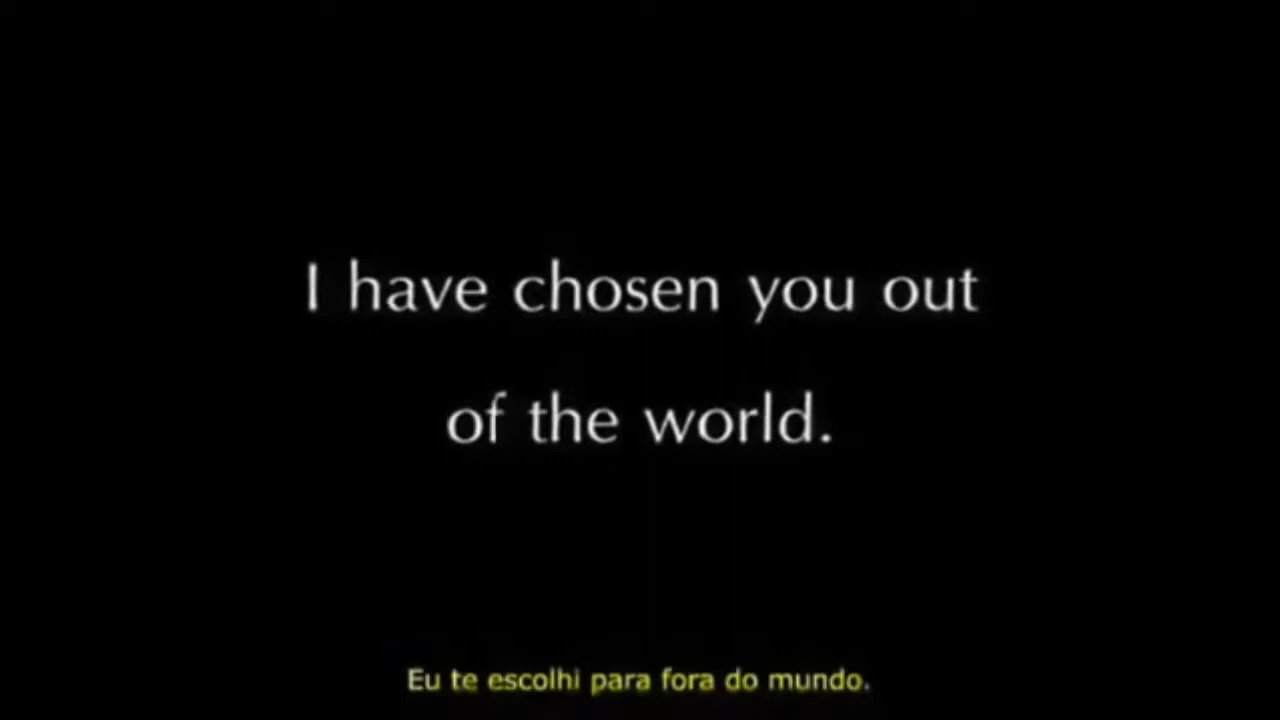 I have chosen you out
of the world.
Eu te escolhi para fora do mundo.